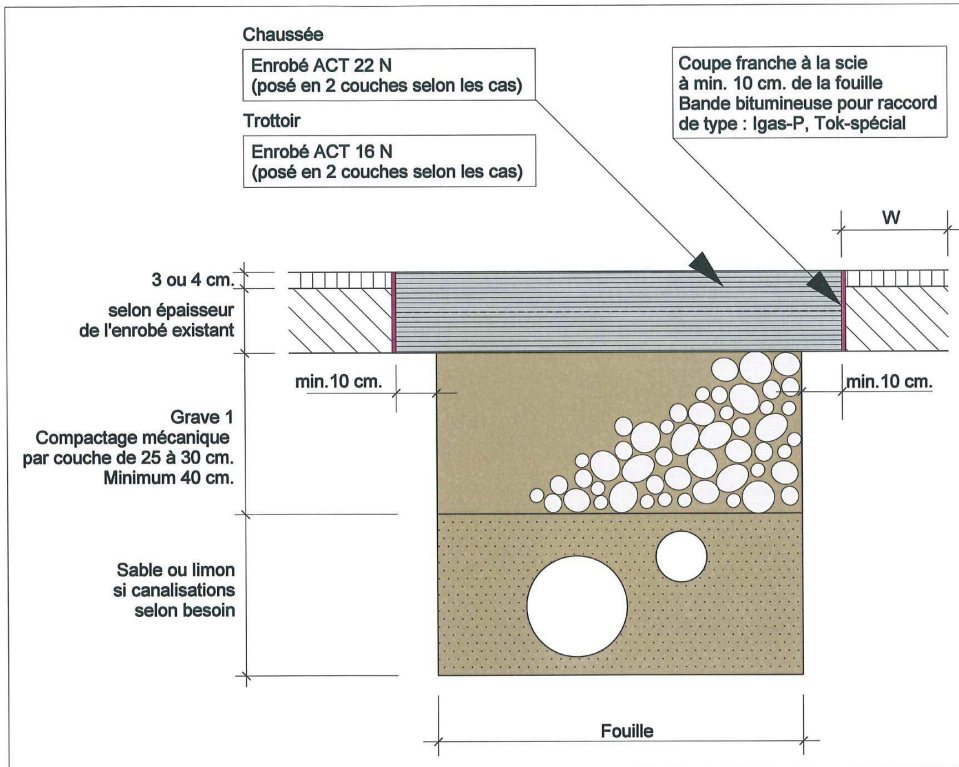 Chaussée
Enrobé ACT 22 N
(posé en 2 couches selon les cas)
Trottoir
Enrobé ACT 16 N
(posé en 2 couches selon les cas)
Coupe franche à la scie
à min. 10 cm. de la fouille
Bande bitumineuse pour raccord
de type : Igas-P, Tok-spécial
W
3 ou 4 cm.
selon épaisseur
de l'enrobé existant
min.10 cm.
min.10 cm.
Grave 1
Compactage mécanique
par couche de 25 à 30 cm.
Minimum 40 cm.
Sable ou limon
si canalisations
selon besoin
Fouille